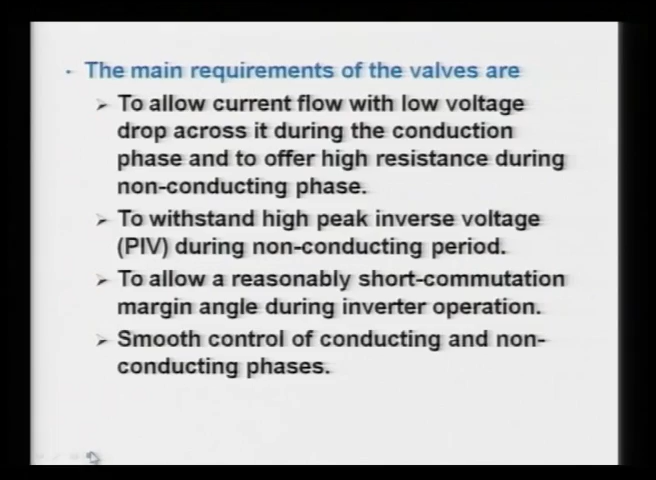 The main requirements of the valves are
To allow current flow with low voltage
drop across it during the conduction
phase and to offer high resistance during
non-conducting phase.
To withstand high peak inverse voltage
(PIV) during non-conducting period.
To allow a reasonably short-commutation
margin angle during inverter operation.
Smooth control of conducting and non-
conducting phases.